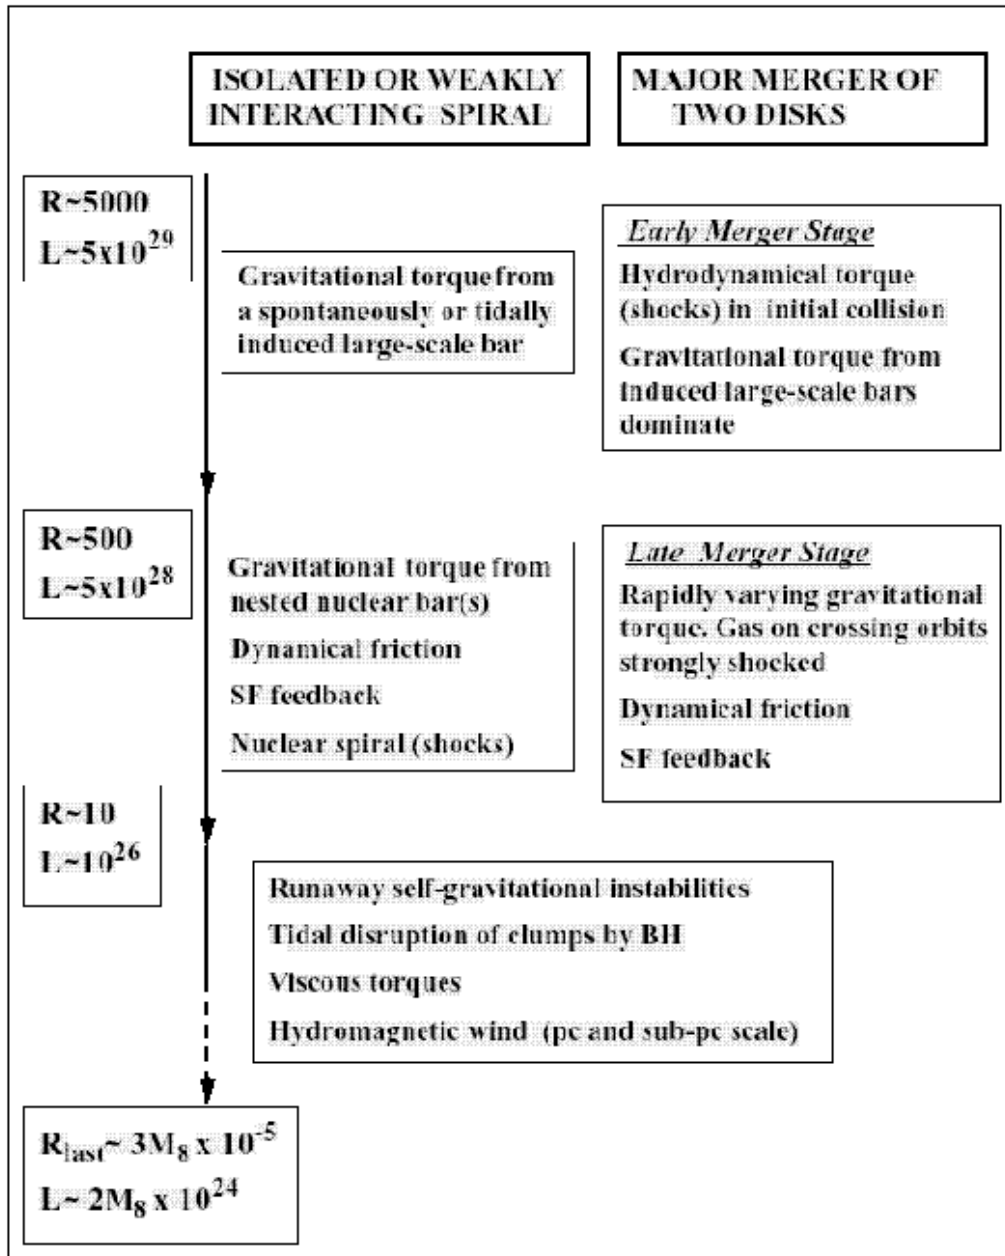 ISOLATED OR WEAKLY
INTERACTING SPIRAL
MAJOR MERGER OF
TWO DISKS
R~5000
L~5x10^29
Gravitational torque from
a spontaneously or tidally
induced large-scale bar
Early Merger Stage
Hydrodynamical torque
(shocks) in initial collision
Gravitational torque from
induced large-scale bars
dominate
R~500
L~5x10^28
Gravitational torque from
nested nuclear bar(s)
Dynamical friction
SF feedback
Nuclear spiral (shocks)
Late Merger Stage
Rapidly varying gravitational
torque. Gas on crossing orbits
strongly shocked
Dynamical friction
SF feedback
R~10
L~10^26
Runaway self-gravitational instabilities
Tidal disruption of clumps by BH
Viscous torques
Hydromagnetic wind (pc and sub-pc scale)
R_last~ 3M_8 x 10^-5
L~ 2M_8 x 10^24